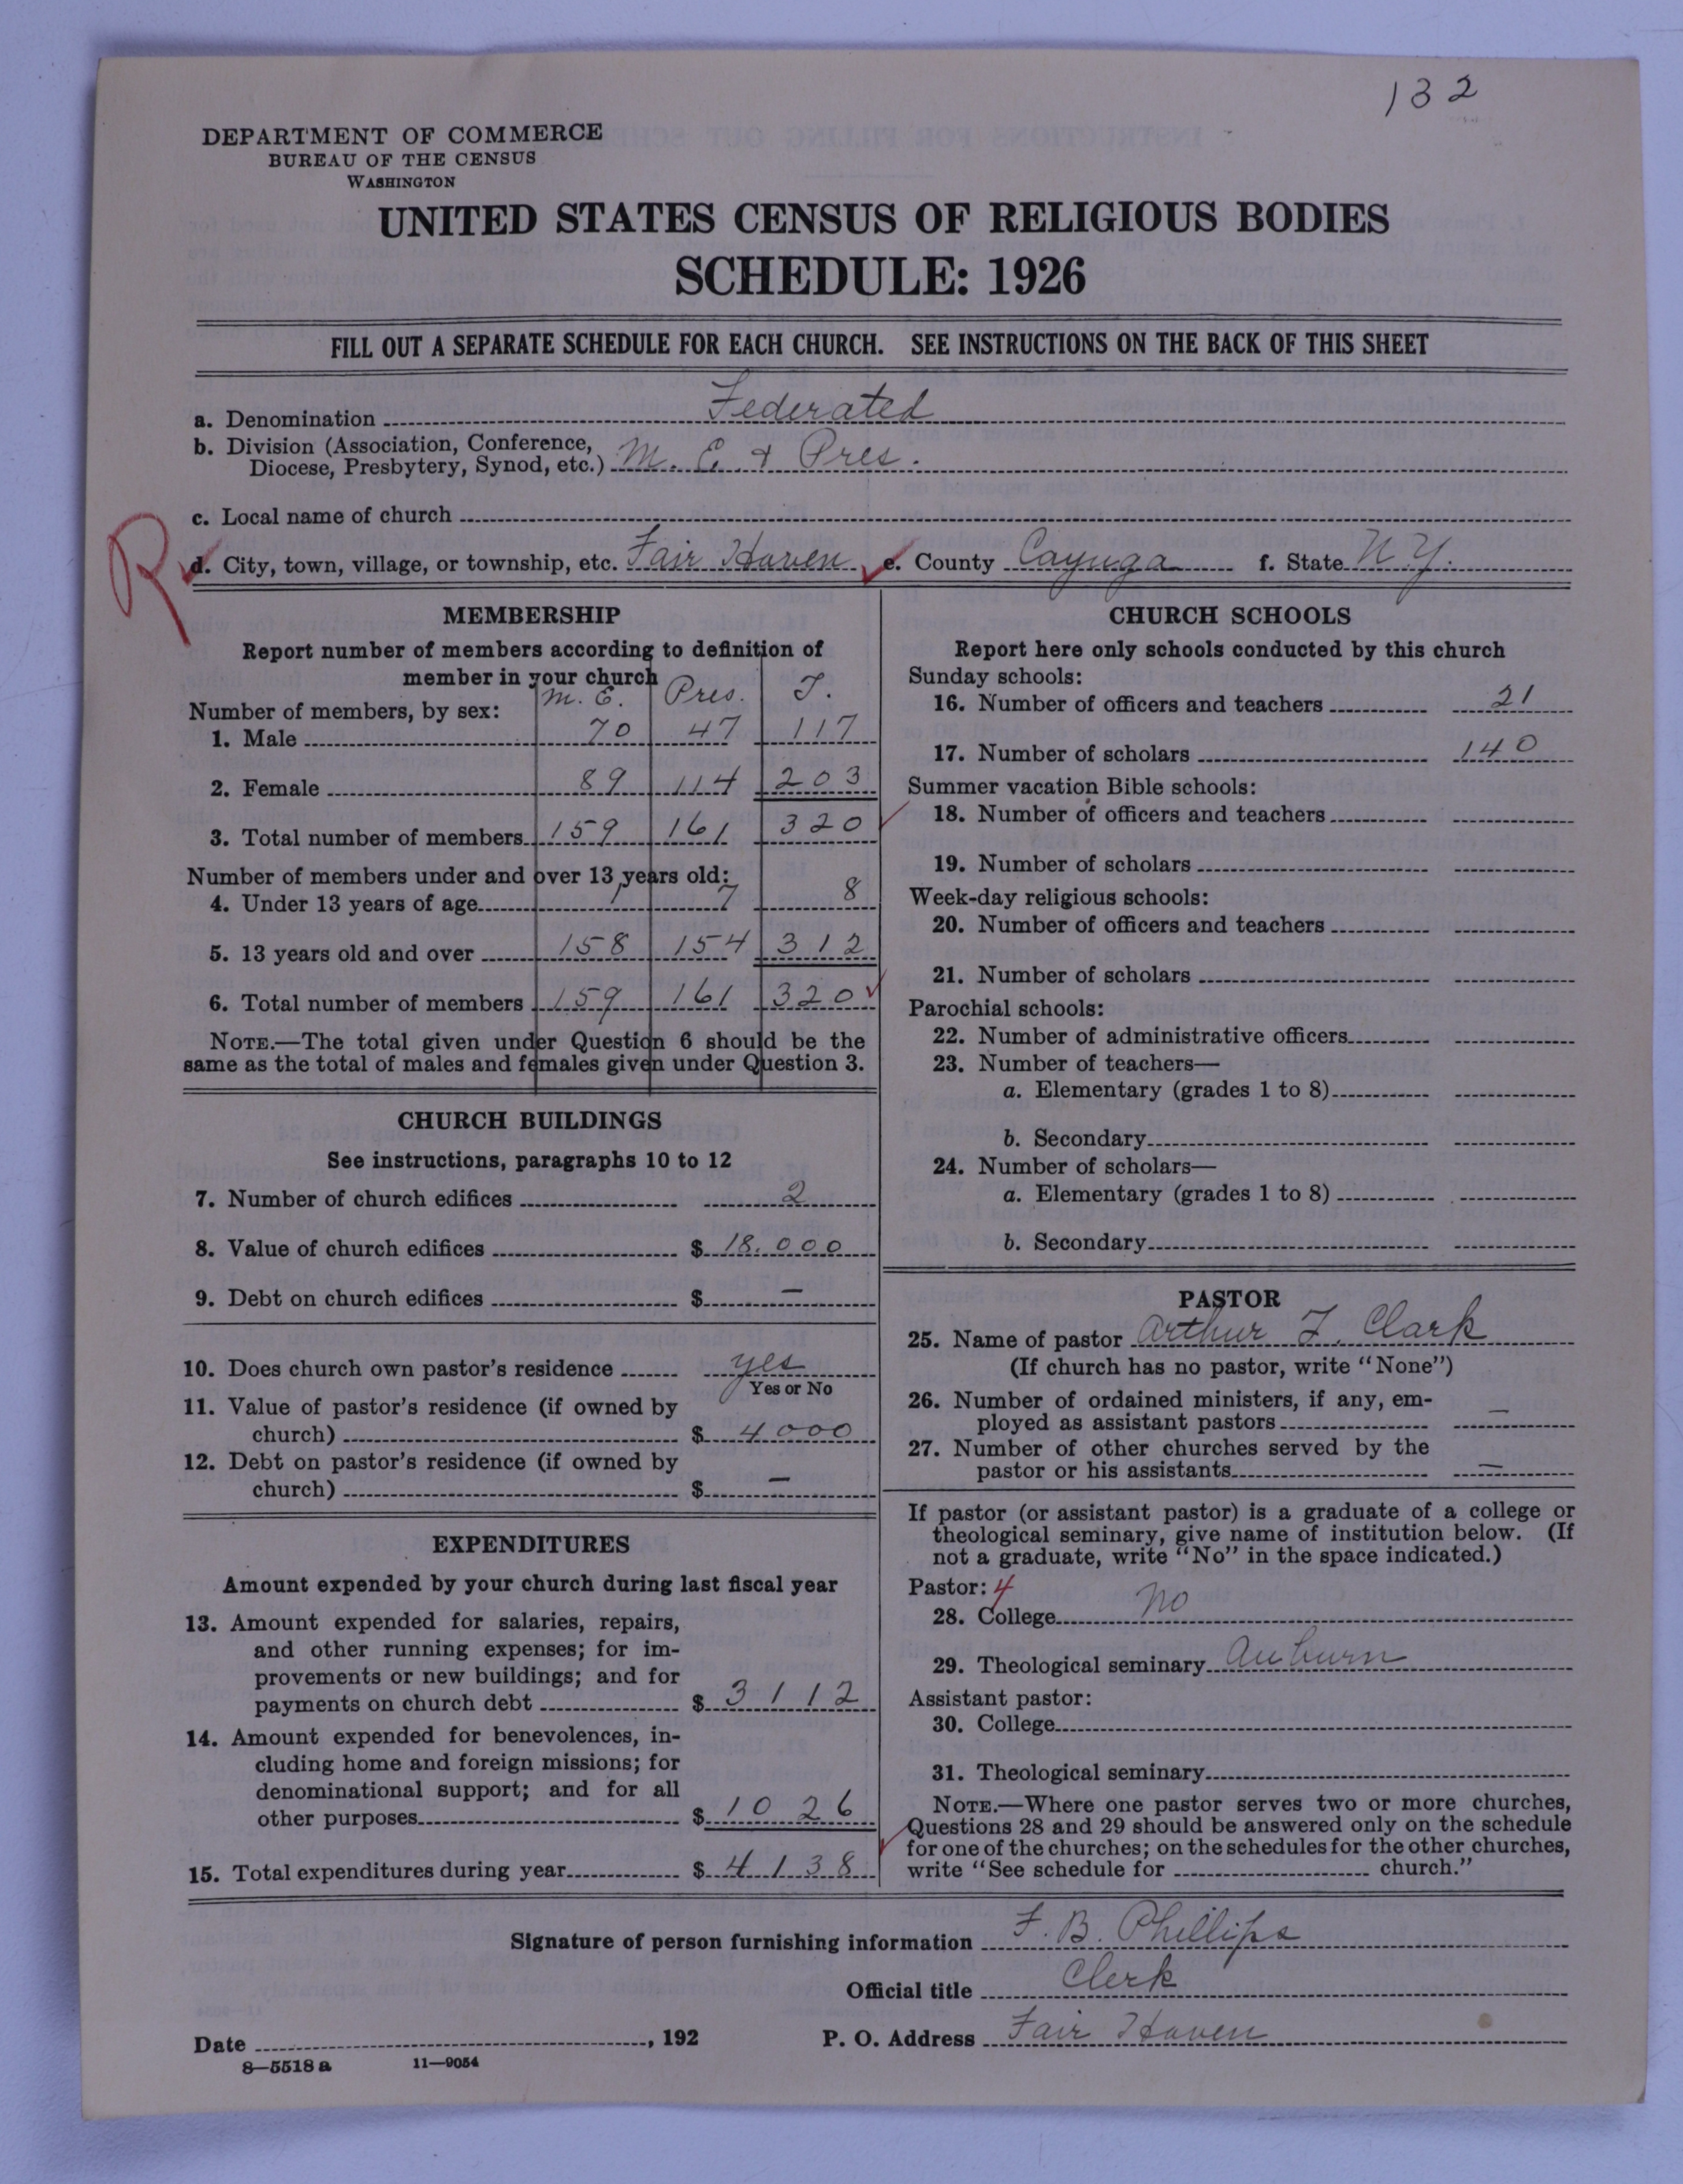 132
DEPARTMENT OF COMMERCE
BUREAU OF THE CENSUS
WASHINGTON
UNITED STATES CENSUS OF RELIGIOUS BODIES
SCHEDULE: 1926
FILL OUT A SEPARATE SCHEDULE FOR EACH CHURCH. SEE INSTRUCTIONS ON THE BACK OF THIS SHEET
a. Denomination Federated
b. Division (Association, Conference,
Diocese, Presbytery, Synod, etc.) M. E. & Pres.
c. Local name of church
R d. City, town, village, or township, etc. Fair Haven e. County Cayuga f. State N.Y.
MEMBERSHIP
Report number of members according to definition of
member in your church
M. E. Pres. T.
Number of members, by sex:
1. Male 70 47 117
2. Female 89 114 203
3. Total number of members 159 161 320
Number of members under and over 13 years old:
4. Under 13 years of age 1 7 8
5. 13 years old and over 158 154 312
6. Total number of members 159 161 320
NOTE.—The total given under Question 6 should be the
same as the total of males and females given under Question 3.
CHURCH BUILDINGS
See instructions, paragraphs 10 to 12
7. Number of church edifices 2
8. Value of church edifices $ 18.000
9. Debt on church edifices $ —
10. Does church own pastor's residence yes
Yes or No
11. Value of pastor's residence (if owned by
church) $ 4000
12. Debt on pastor's residence (if owned by
church) $ —
EXPENDITURES
Amount expended by your church during last fiscal year
13. Amount expended for salaries, repairs,
and other running expenses; for im-
provements or new buildings; and for
payments on church debt $ 3112
14. Amount expended for benevolences, in-
cluding home and foreign missions; for
denominational support; and for all
other purposes $ 1026
15. Total expenditures during year $ 4138
CHURCH SCHOOLS
Report here only schools conducted by this church
Sunday schools:
16. Number of officers and teachers 21
17. Number of scholars 140
Summer vacation Bible schools:
18. Number of officers and teachers
19. Number of scholars
Week-day religious schools:
20. Number of officers and teachers
21. Number of scholars
Parochial schools:
22. Number of administrative officers
23. Number of teachers—
a. Elementary (grades 1 to 8)
b. Secondary
24. Number of scholars—
a. Elementary (grades 1 to 8)
b. Secondary
PASTOR
25. Name of pastor Arthur T. Clark
(If church has no pastor, write "None")
26. Number of ordained ministers, if any, em-
ployed as assistant pastors —
27. Number of other churches served by the
pastor or his assistants —
If pastor (or assistant pastor) is a graduate of a college or
theological seminary, give name of institution below. (If
not a graduate, write "No" in the space indicated.)
Pastor: 4
28. College no
29. Theological seminary Auburn
Assistant pastor:
30. College
31. Theological seminary
NOTE.—Where one pastor serves two or more churches,
Questions 28 and 29 should be answered only on the schedule
for one of the churches; on the schedules for the other churches,
write "See schedule for church."
Signature of person furnishing information F. B. Phillips
Official title Clerk
Date , 192 P. O. Address Fair Haven
8—5518 a 11—9054